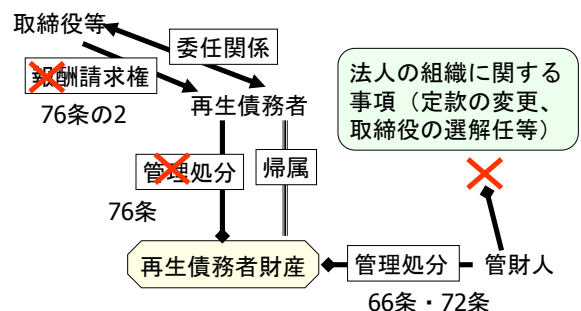 取締役等
委任関係
報酬請求権
76条の2
再生債務者
法人の組織に関する
事項（定款の変更、
取締役の選解任等）
管理処分
帰属
76条
再生債務者財産
管理処分
管財人
66条・72条